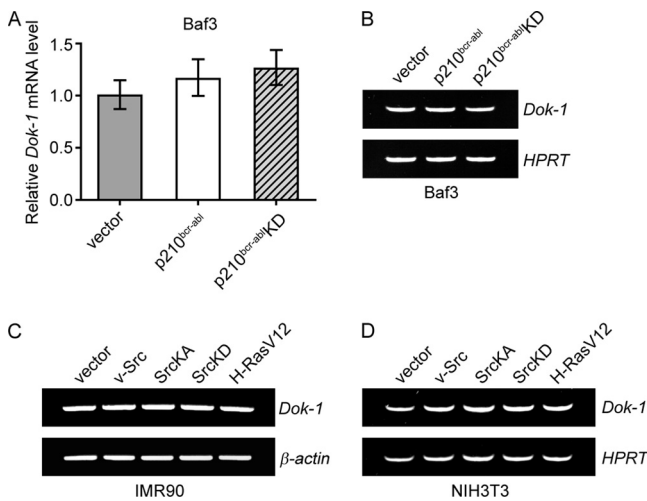 A
Baf3
Relative Dok-1 mRNA level
1.5
1.0
0.5
0.0
vector
p210bcr-abl
p210bcr-ablKD
B
vector
p210bcr-abl
p210bcr-ablKD
Dok-1
HPRT
Baf3
C
vector
v-Src
SrcKA
SrcKD
H-RasV12
Dok-1
β-actin
IMR90
D
vector
v-Src
SrcKA
SrcKD
H-RasV12
Dok-1
HPRT
NIH3T3